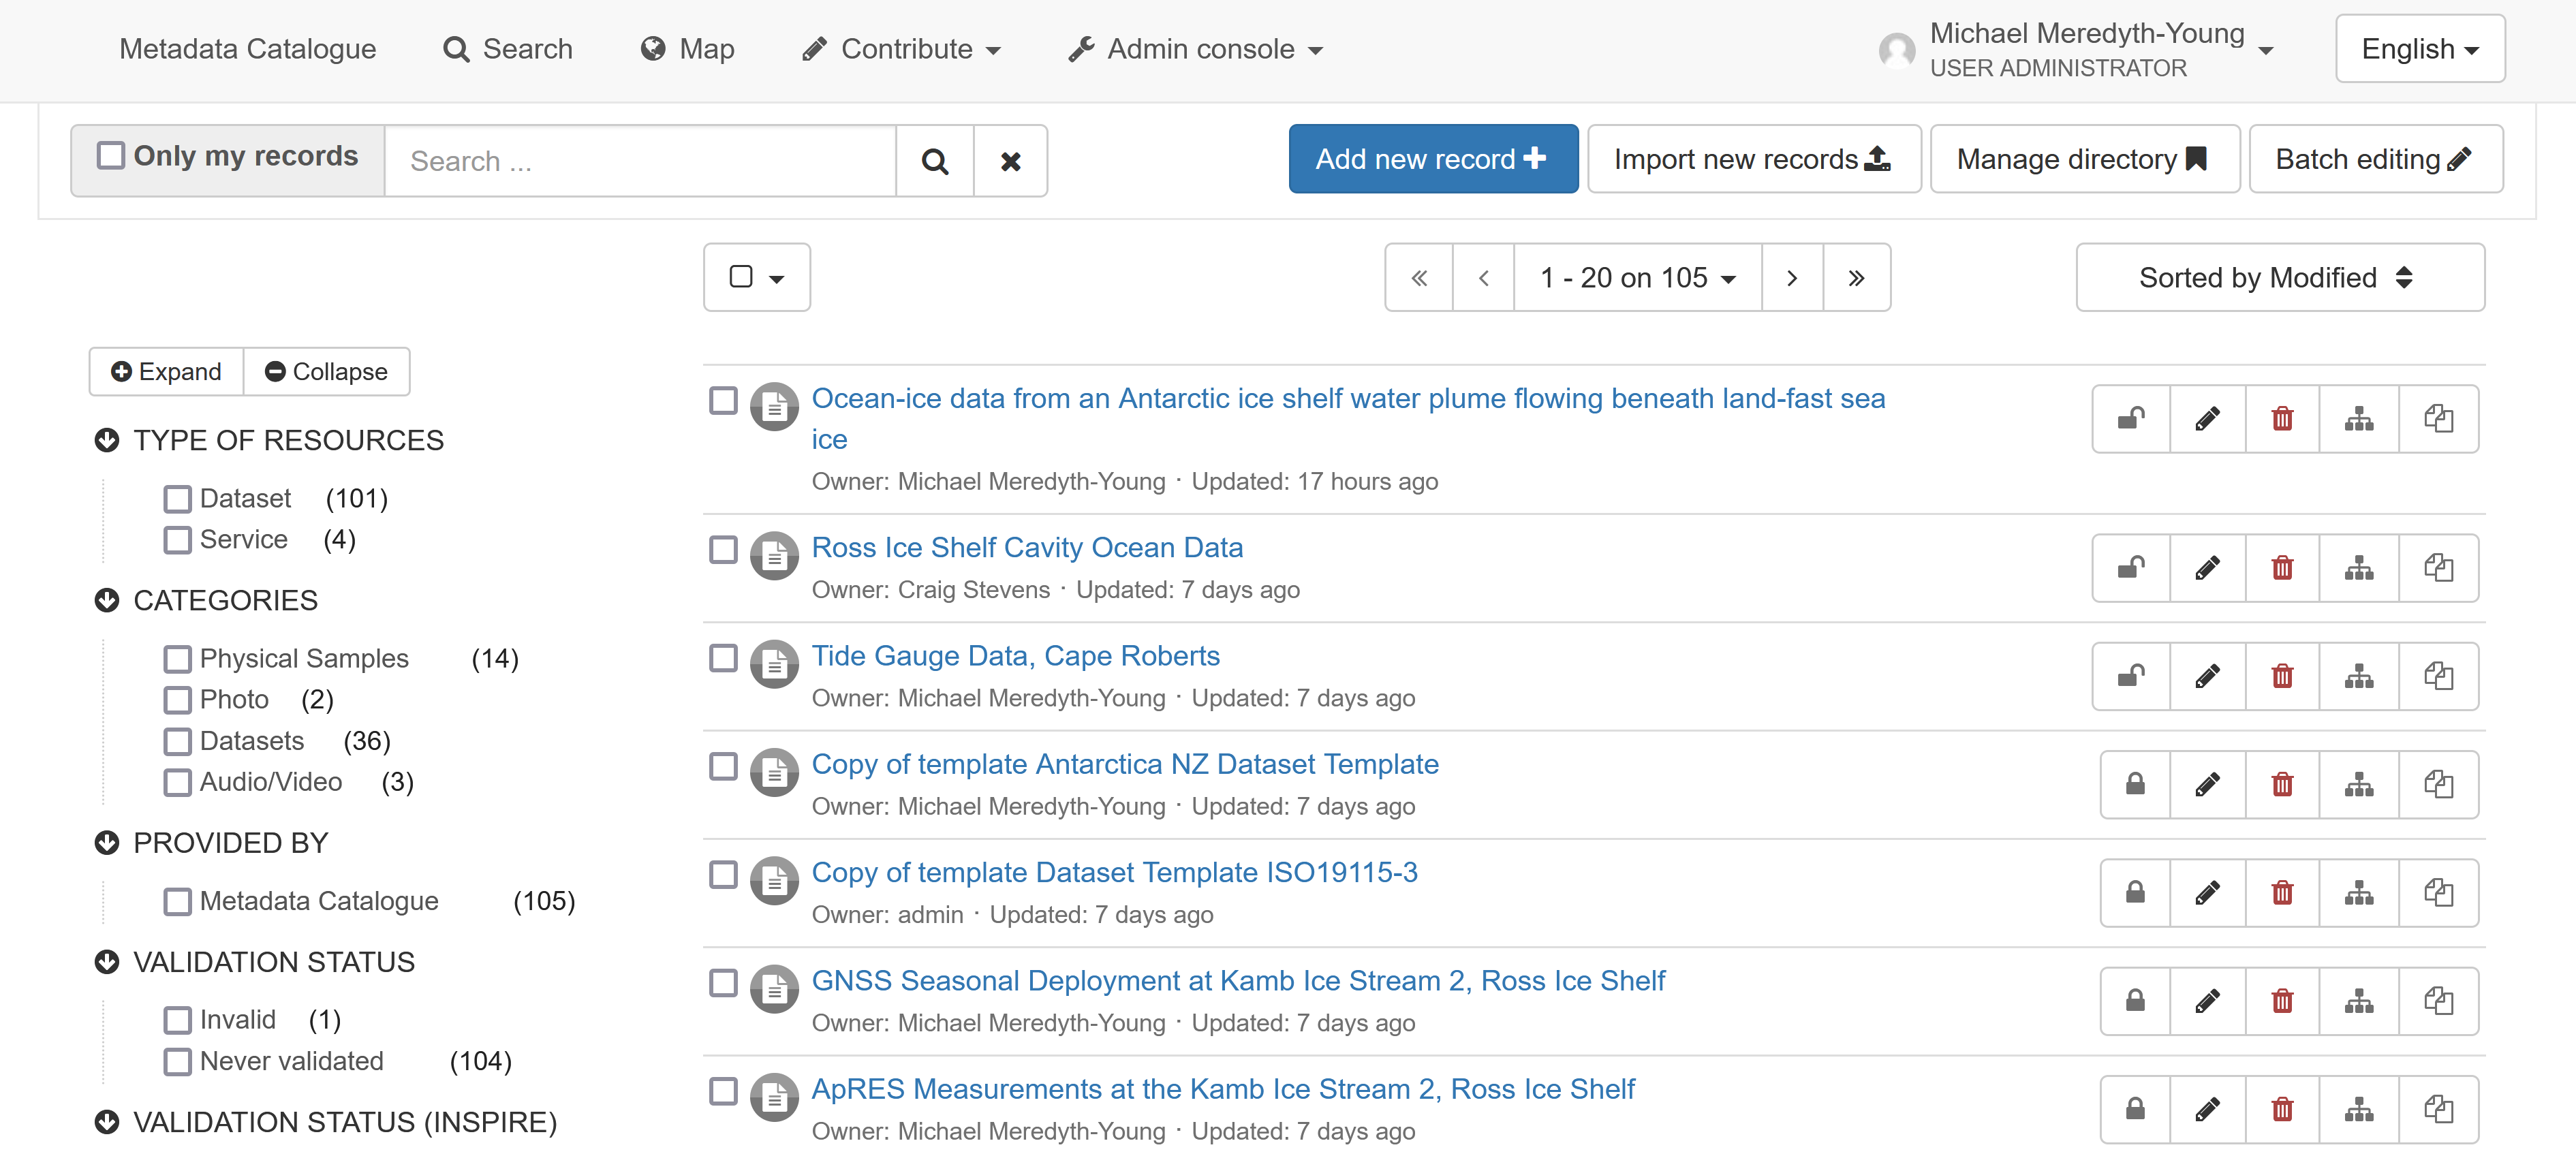 Metadata Catalogue Search Map Contribute Admin console Michael Meredyth-Young English
USER ADMINISTRATOR
Only my records Search ... Add new record Import new records Manage directory Batch editing
1 - 20 on 105 Sorted by Modified
Expand Collapse
TYPE OF RESOURCES
Dataset (101)
Service (4)
CATEGORIES
Physical Samples (14)
Photo (2)
Datasets (36)
Audio/Video (3)
PROVIDED BY
Metadata Catalogue (105)
VALIDATION STATUS
Invalid (1)
Never validated (104)
VALIDATION STATUS (INSPIRE)
Ocean-ice data from an Antarctic ice shelf water plume flowing beneath land-fast sea
ice
Owner: Michael Meredyth-Young · Updated: 17 hours ago
Ross Ice Shelf Cavity Ocean Data
Owner: Craig Stevens · Updated: 7 days ago
Tide Gauge Data, Cape Roberts
Owner: Michael Meredyth-Young · Updated: 7 days ago
Copy of template Antarctica NZ Dataset Template
Owner: Michael Meredyth-Young · Updated: 7 days ago
Copy of template Dataset Template ISO19115-3
Owner: admin · Updated: 7 days ago
GNSS Seasonal Deployment at Kamb Ice Stream 2, Ross Ice Shelf
Owner: Michael Meredyth-Young · Updated: 7 days ago
ApRES Measurements at the Kamb Ice Stream 2, Ross Ice Shelf
Owner: Michael Meredyth-Young · Updated: 7 days ago